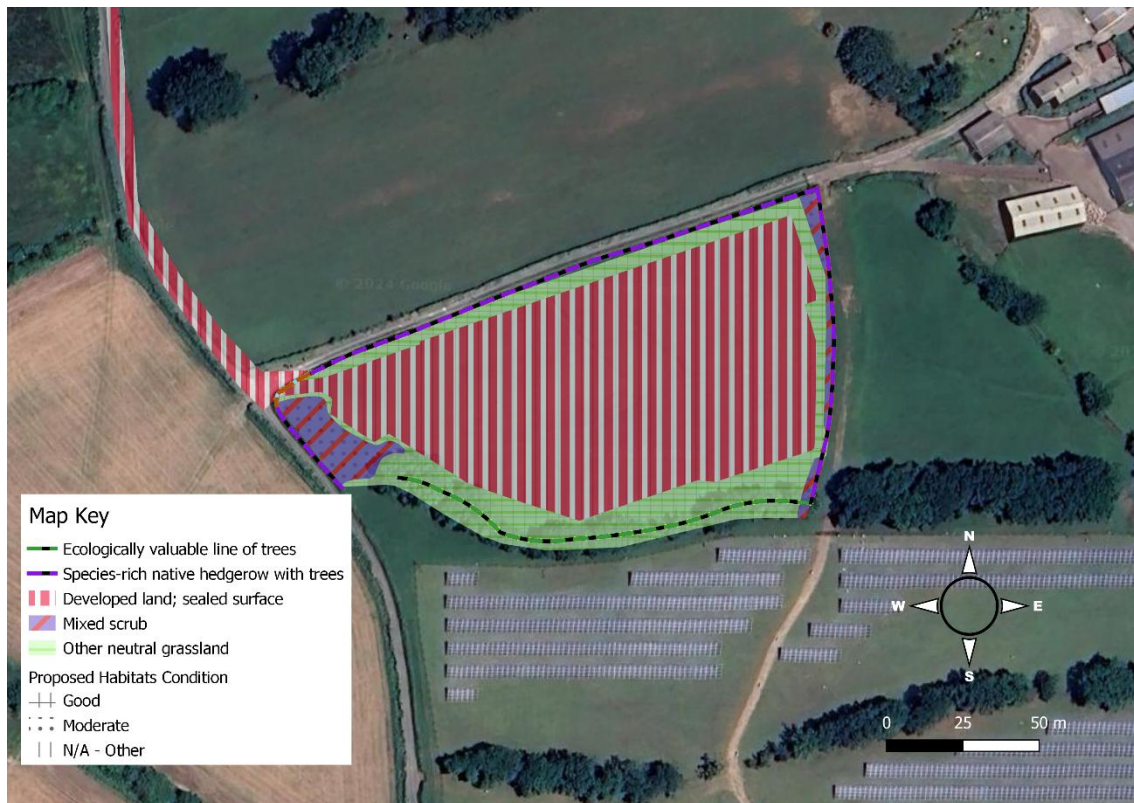 © 2024 Google
Map Key
Ecologically valuable line of trees
Species-rich native hedgerow with trees
Developed land; sealed surface
Mixed scrub
Other neutral grassland
Proposed Habitats Condition
Good
Moderate
N/A - Other
N
W E
S
0 25 50 m